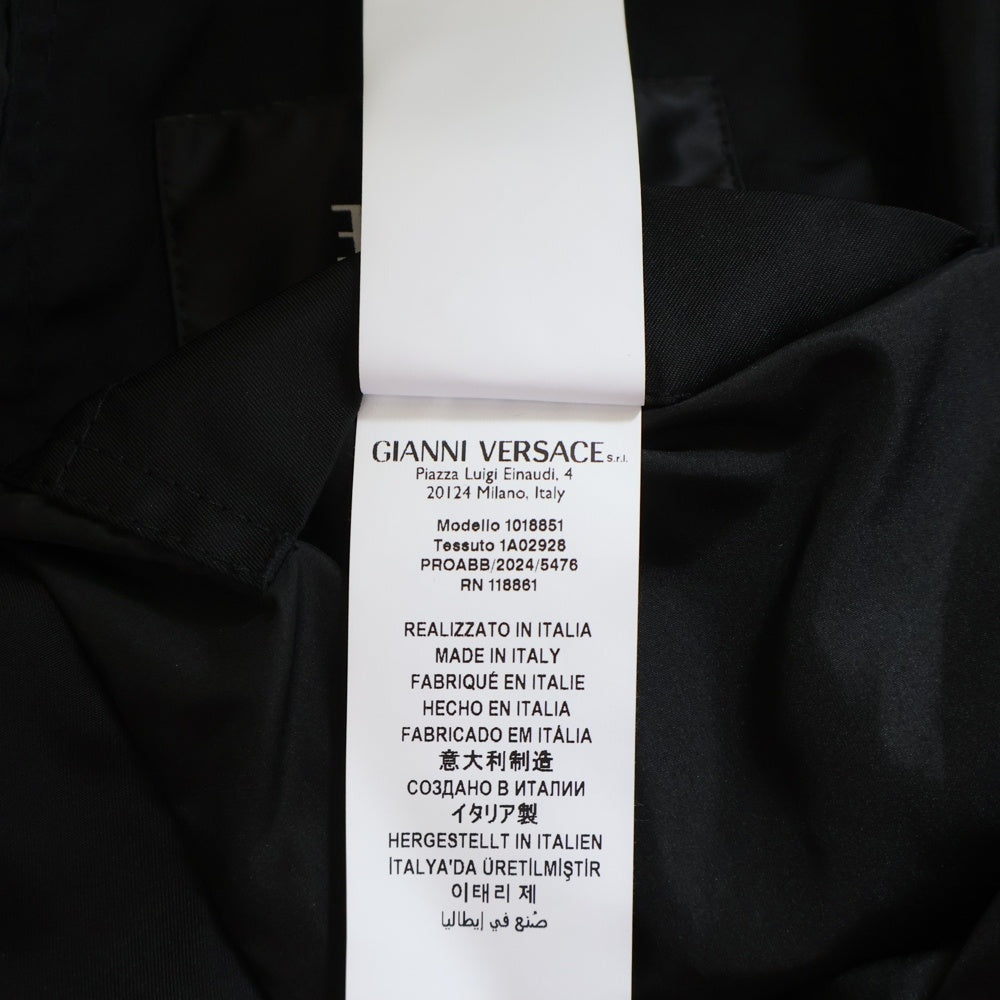 GIANNI VERSACE S.r.l.
Piazza Luigi Einaudi, 4
20124 Milano, Italy
Modello 1018851
Tessuto 1A02928
PROABB/2024/5476
RN 118861
REALIZZATO IN ITALIA
MADE IN ITALY
FABRIQUÉ EN ITALIE
HECHO EN ITALIA
FABRICADO EM ITÁLIA
意大利制造
СОЗДАНО В ИТАЛИИ
イタリア製
HERGESTELLT IN ITALIEN
İTALYA'DA ÜRETİLMİŞTİR
이태리 제
صُنع في إيطاليا